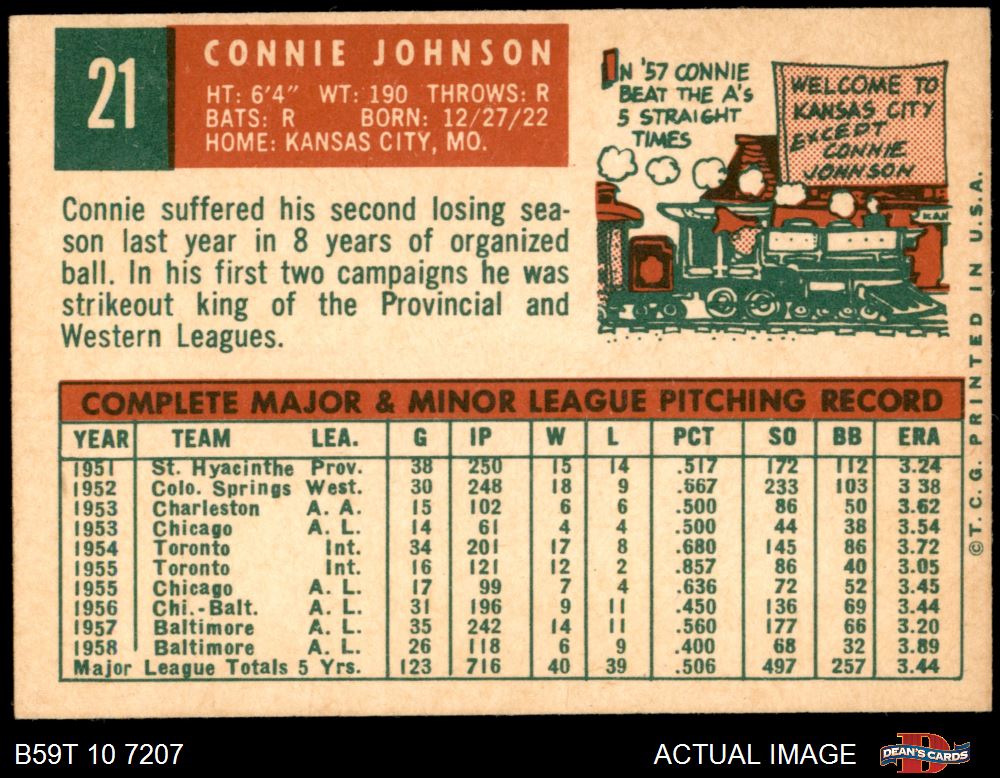 21
CONNIE JOHNSON
HT: 6'4" WT: 190 THROWS: R
BATS: R BORN: 12/27/22
HOME: KANSAS CITY, MO.
IN '57 CONNIE
BEAT THE A'S
5 STRAIGHT
TIMES
WELCOME TO
KANSAS CITY
EXCEPT
CONNIE
JOHNSON
KAN
Connie suffered his second losing sea-
son last year in 8 years of organized
ball. In his first two campaigns he was
strikeout king of the Provincial and
Western Leagues.
COMPLETE MAJOR & MINOR LEAGUE PITCHING RECORD
YEAR TEAM LEA. G IP W L PCT SO BB ERA
1951 St. Hyacinthe Prov. 38 250 15 14 .517 172 112 3.24
1952 Colo. Springs West. 30 248 18 9 .667 233 103 3 38
1953 Charleston A. A. 15 102 6 6 .500 86 50 3.62
1953 Chicago A. L. 14 61 4 4 .500 44 38 3.54
1954 Toronto Int. 34 201 17 8 .680 145 86 3.72
1955 Toronto Int. 16 121 12 2 .857 86 40 3.05
1955 Chicago A. L. 17 99 7 4 .636 72 52 3.45
1956 Chi.-Balt. A. L. 31 196 9 11 .450 136 69 3.44
1957 Baltimore A. L. 35 242 14 11 .560 177 66 3.20
1958 Baltimore A. L. 26 118 6 9 .400 68 32 3.89
Major League Totals 5 Yrs. 123 716 40 39 .506 497 257 3.44
©T. C. G. PRINTED IN U.S.A.
B59T 10 7207
ACTUAL IMAGE
D
DEAN'S CARDS